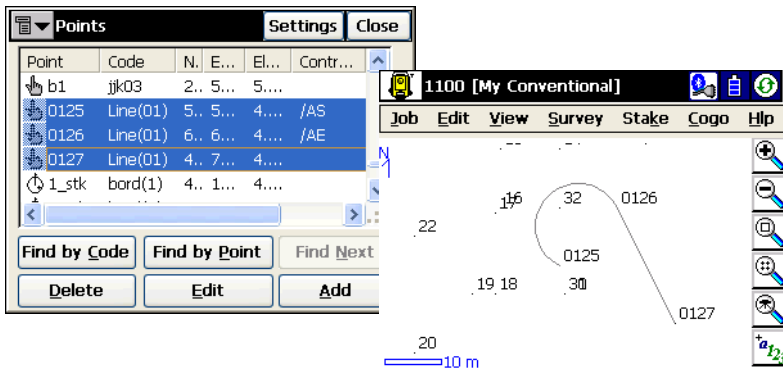 Points Settings Close
Point Code N. E... El... Contr...
b1 jjk03 2.. 5... 5....
0125 Line(01) 5.. 5... 4.... /AS
0126 Line(01) 6.. 6... 4.... /AE
0127 Line(01) 4.. 7... 4....
1_stk bord(1) 4.. 1... 4....
Find by Code Find by Point Find Next
Delete Edit Add
1100 [My Conventional]
Job Edit View Survey Stake Cogo Hlp
N
16 32 0126
17
22
0125
19 18 30
0127
20
10 m